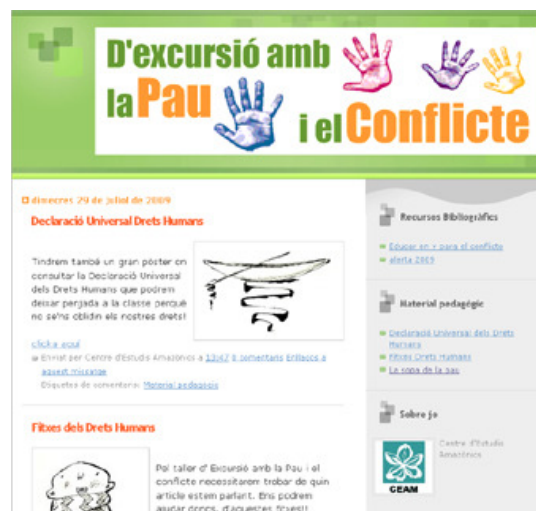 D'excursió amb
la Pau
i el Conflicte
dimecres 29 de juliol de 2009
Declaració Universal Drets Humans
Tindrem també un gran pòster on
consultar la Declaració Universal
dels Drets Humans que podrem
deixar penjada a la classe perquè
no se'ns oblidin els nostres drets!
clicka aquí
Enviat per Centre d'Estudis Amazònics a 13:47 0 comentaris Enllaços a
aquest missatge
Etiquetes de comentaris: Material pedagògic
Fitxes dels Drets Humans
Pel taller d' Excursió amb la Pau i el
conflicte necessitarem trobar de quin
article estem parlant. Ens podrem
ajudar doncs, d'aquestes fitxes!!
Recursos Bibliogràfics
Educar en y para el conflicto
alerta 2009
Material pedagògic
Declaració Universal dels Drets
Humans
Fitxes Drets Humans
La sopa de la pau
Sobre jo
Centre d'Estudis
Amazònics
CEAM